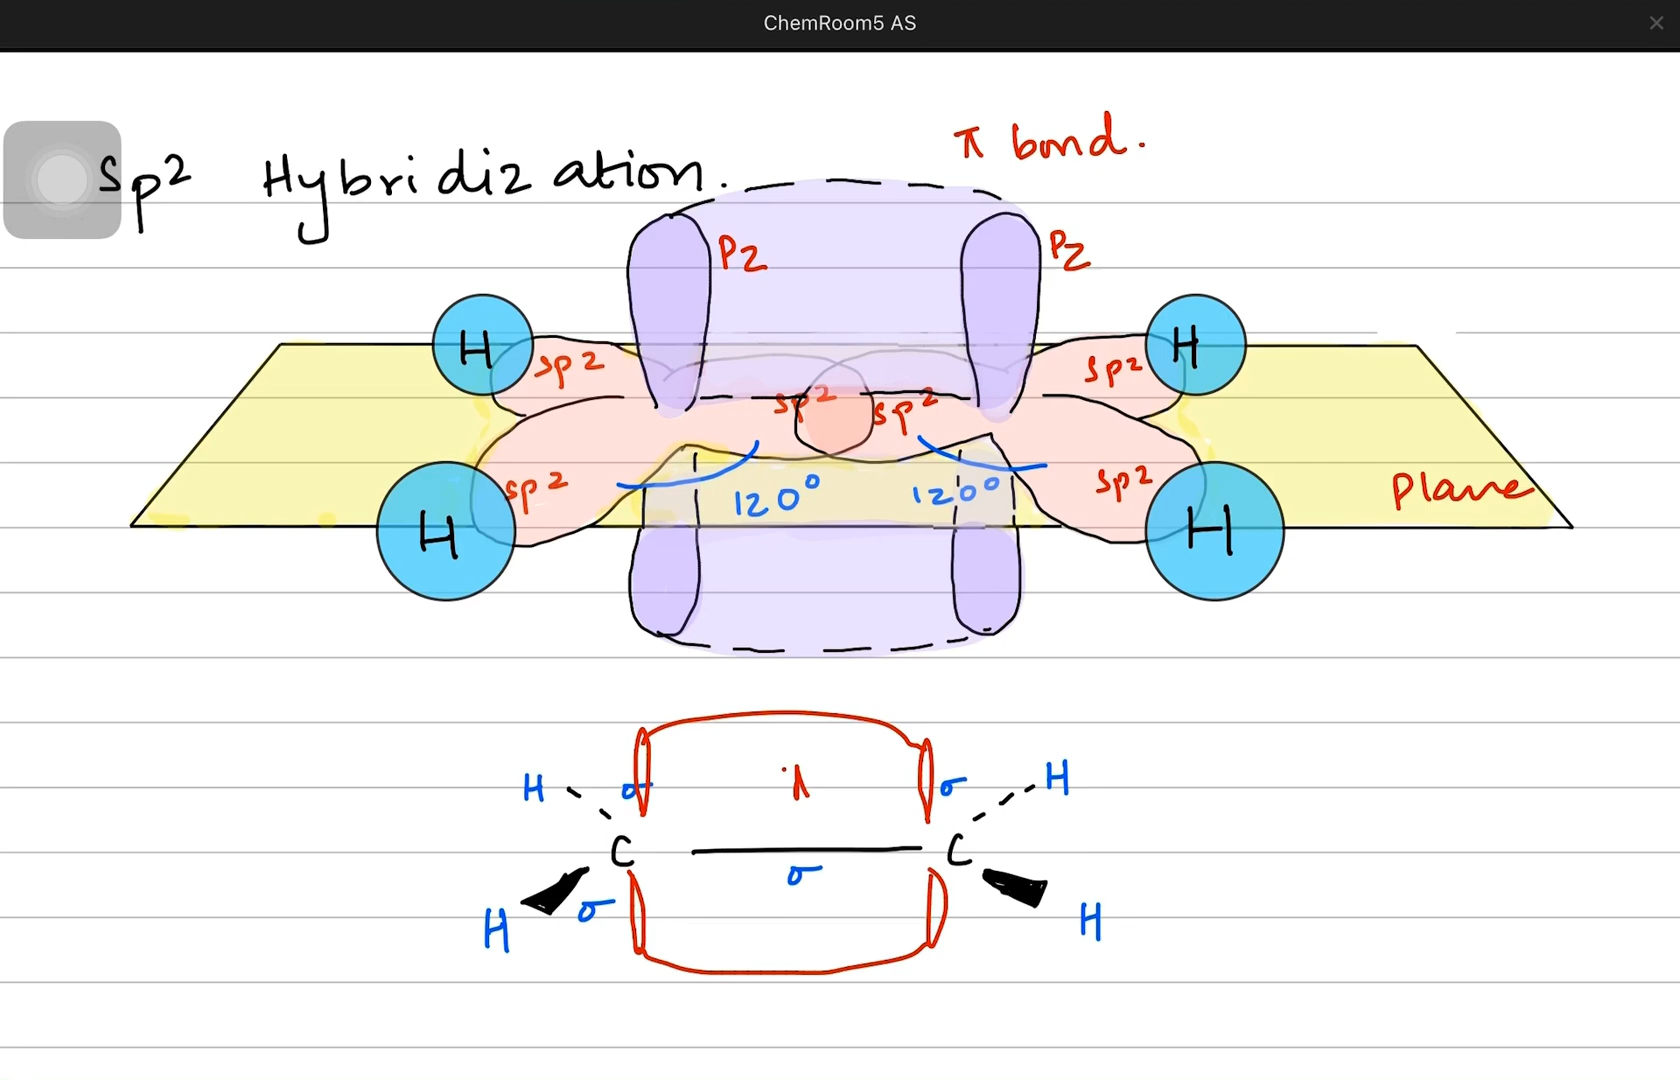 ChemRoom5 AS
π bond.
Sp² Hybridization.
Pz Pz
H sp² sp² H
sp² sp²
H sp² 120° 120° sp² H Plane
H σ π σ H
C C
σ
H σ H